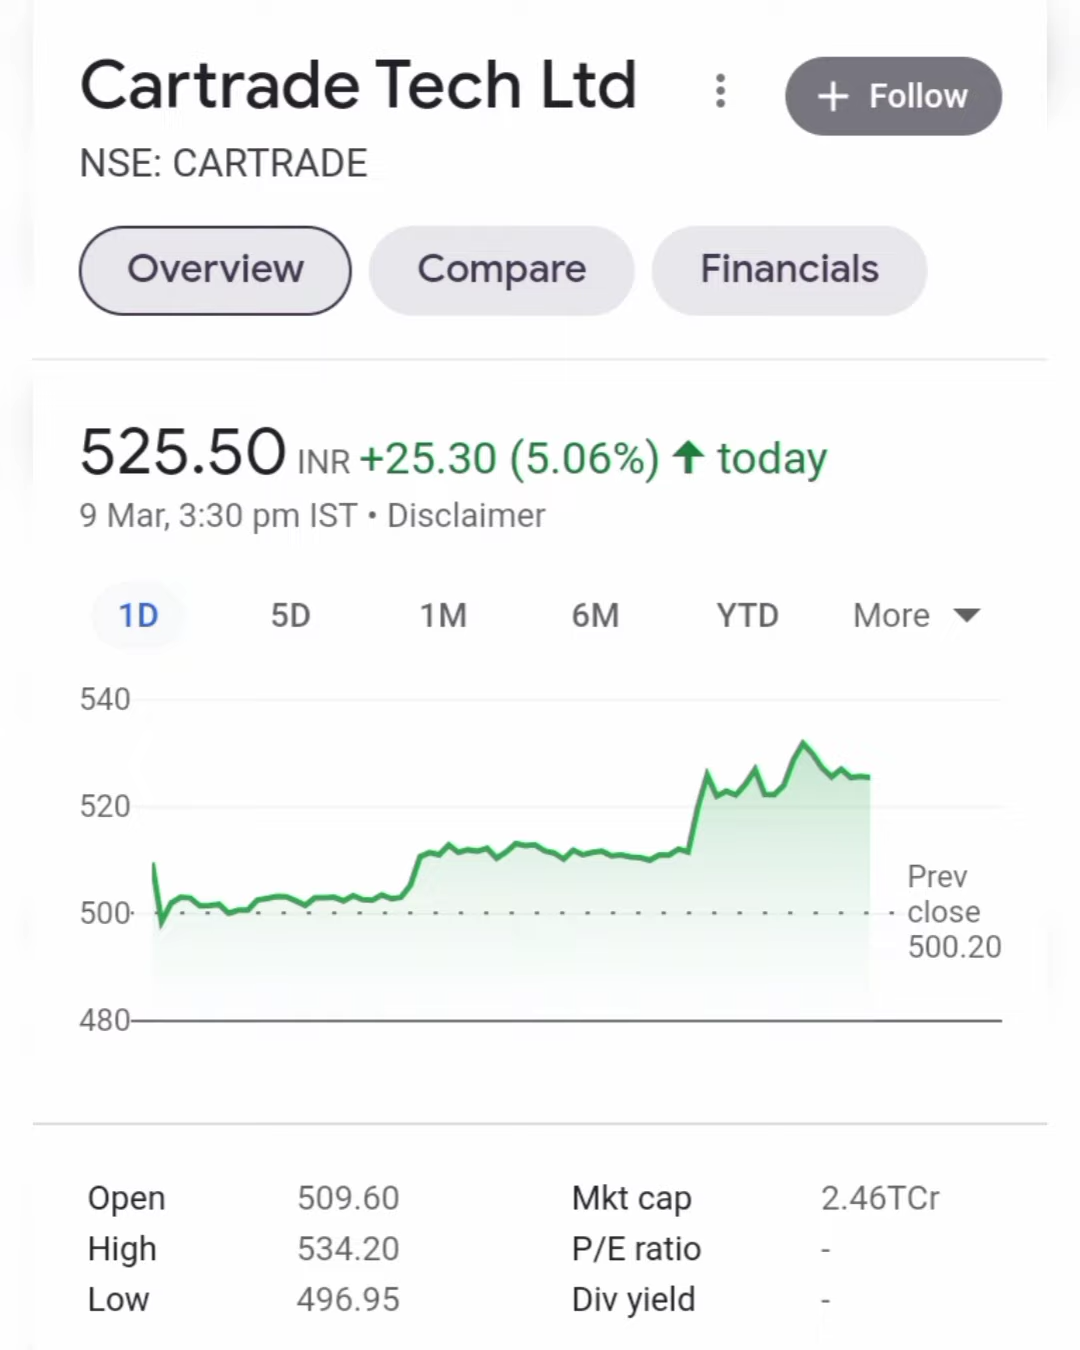 Cartrade Tech Ltd
+ Follow
NSE: CARTRADE
Overview
Compare
Financials
525.50 INR +25.30 (5.06%) ↑ today
9 Mar, 3:30 pm IST • Disclaimer
1D 5D 1M 6M YTD More
540
520
500
480
Prev
close
500.20
Open 509.60 Mkt cap 2.46TCr
High 534.20 P/E ratio -
Low 496.95 Div yield -